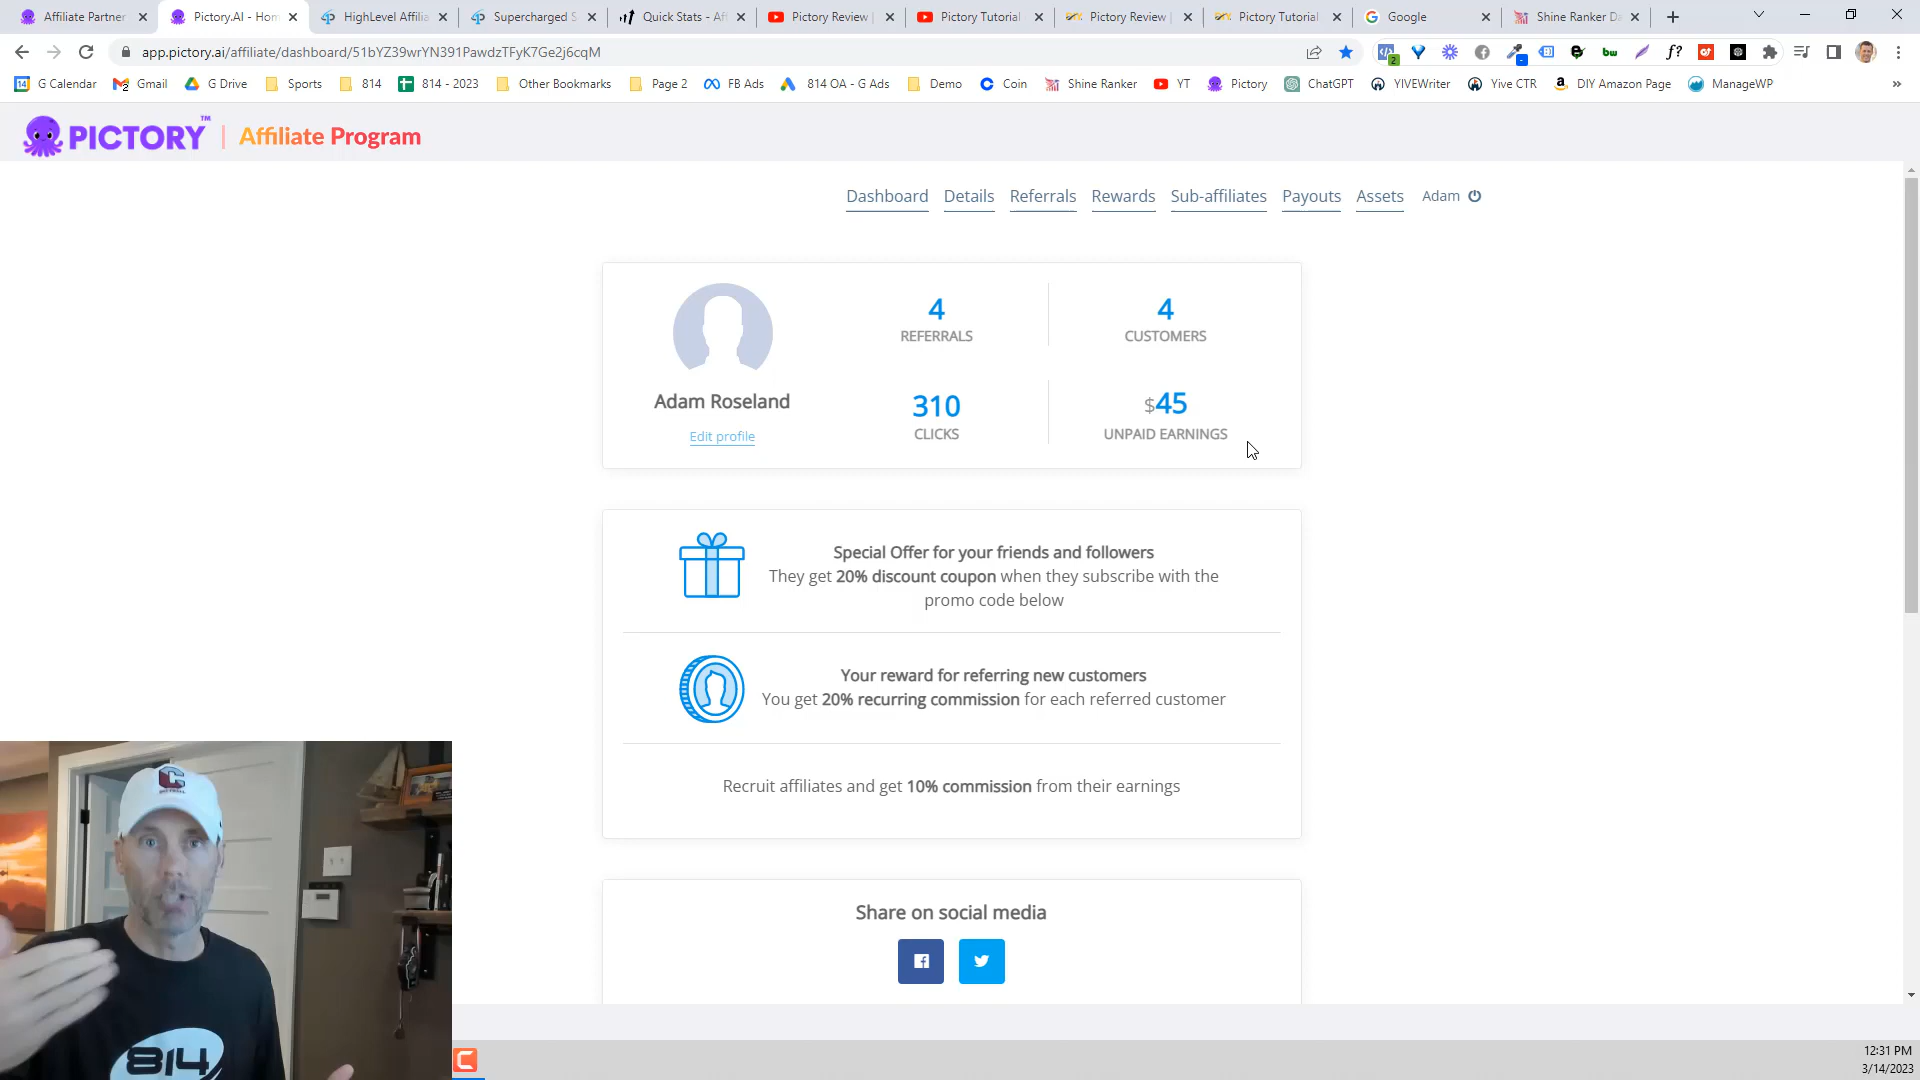 Affiliate Partner
Pictory.AI - Hom
HighLevel Affilia
Supercharged S
Quick Stats - Aff
Pictory Review |
Pictory Tutorial
Pictory Review |
Pictory Tutorial
Google
Shine Ranker Da
app.pictory.ai/affiliate/dashboard/51bYZ39wrYN391PawdzTFyK7Ge2j6cqM
G Calendar
Gmail
G Drive
Sports
814
814 - 2023
Other Bookmarks
Page 2
FB Ads
814 OA - G Ads
Demo
Coin
Shine Ranker
YT
Pictory
ChatGPT
YIVEWriter
Yive CTR
DIY Amazon Page
ManageWP
PICTORY™ | Affiliate Program
Dashboard
Details
Referrals
Rewards
Sub-affiliates
Payouts
Assets
Adam
4
REFERRALS
4
CUSTOMERS
Adam Roseland
Edit profile
310
CLICKS
$45
UNPAID EARNINGS
Special Offer for your friends and followers
They get 20% discount coupon when they subscribe with the
promo code below
Your reward for referring new customers
You get 20% recurring commission for each referred customer
Recruit affiliates and get 10% commission from their earnings
Share on social media
814
12:31 PM
3/14/2023